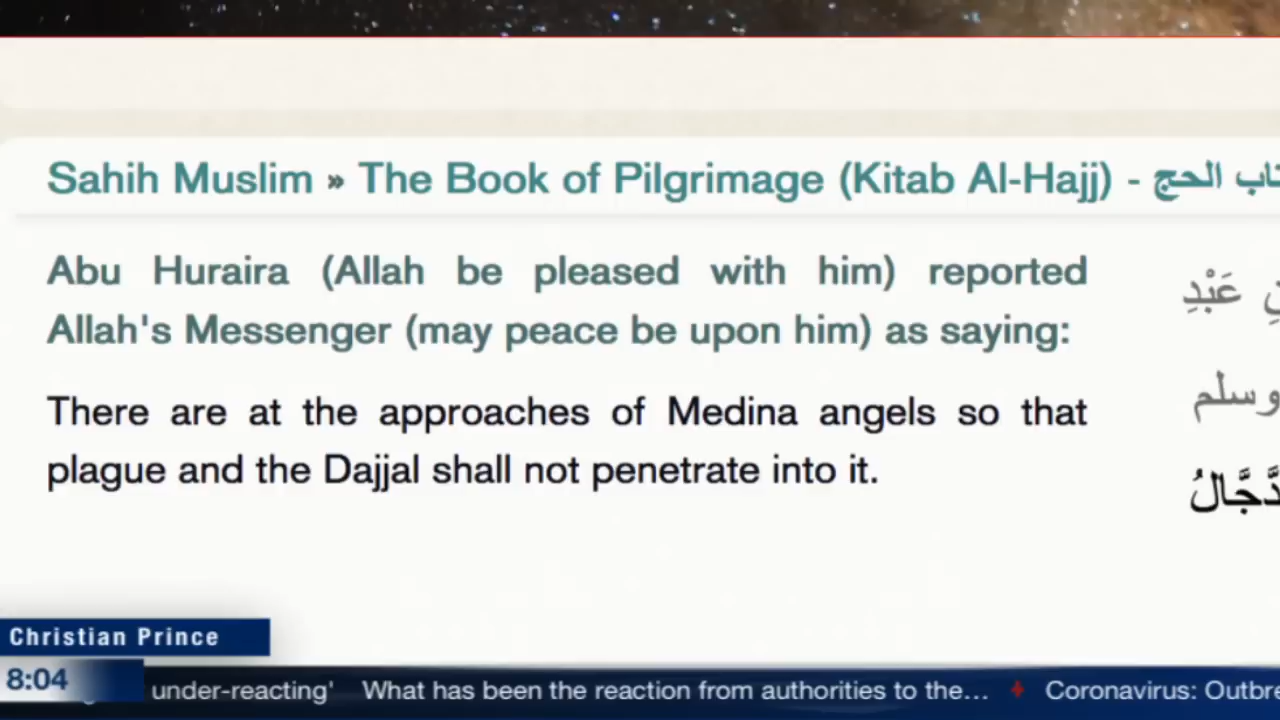 Sahih Muslim » The Book of Pilgrimage (Kitab Al-Hajj) - الحج
Abu Huraira (Allah be pleased with him) reported
Allah's Messenger (may peace be upon him) as saying:
There are at the approaches of Medina angels so that
plague and the Dajjal shall not penetrate into it.
عَبْدِ
وسلم
Christian Prince
8:04
under-reacting' What has been the reaction from authorities to the... Coronavirus: Outbre